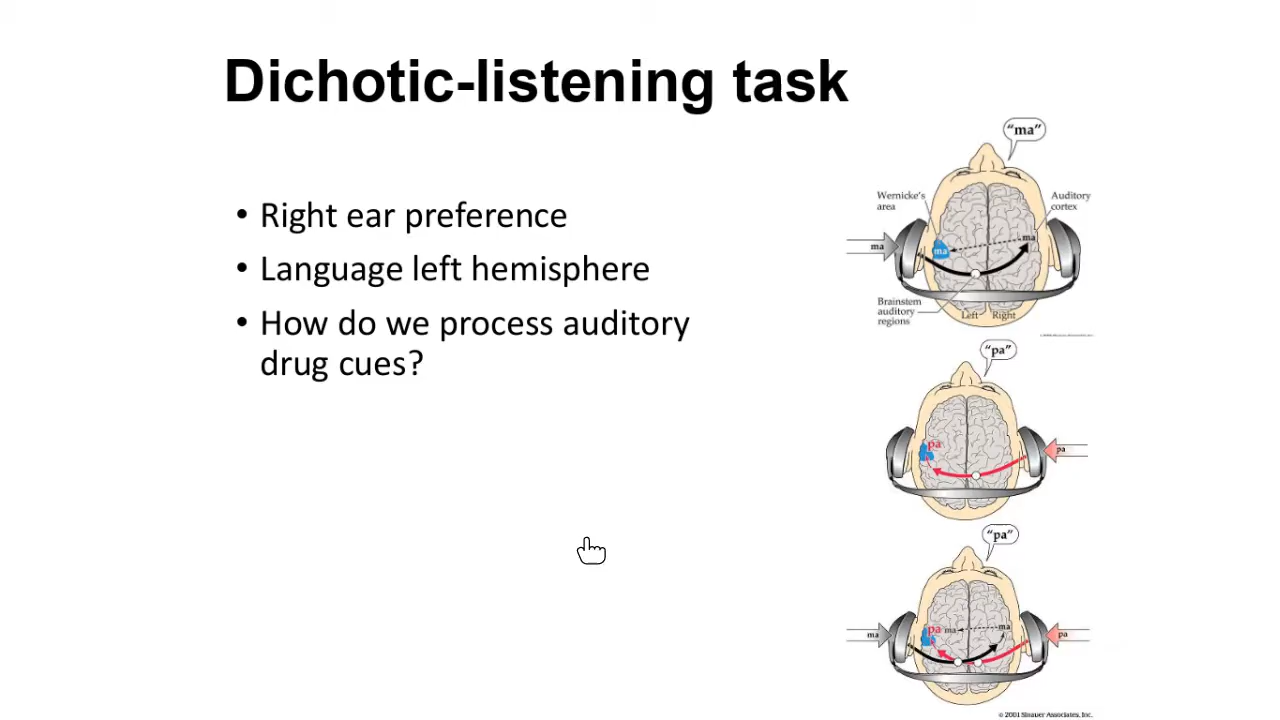 Dichotic-listening task
• Right ear preference
• Language left hemisphere
• How do we process auditory
drug cues?
“ma”
Wernicke's
area
Auditory
cortex
ma
ma
ma
Brainstem
auditory
regions
Left Right
“pa”
pa
pa
“pa”
ma
pa
ma
ma
pa
© 2001 Sinauer Associates, Inc.